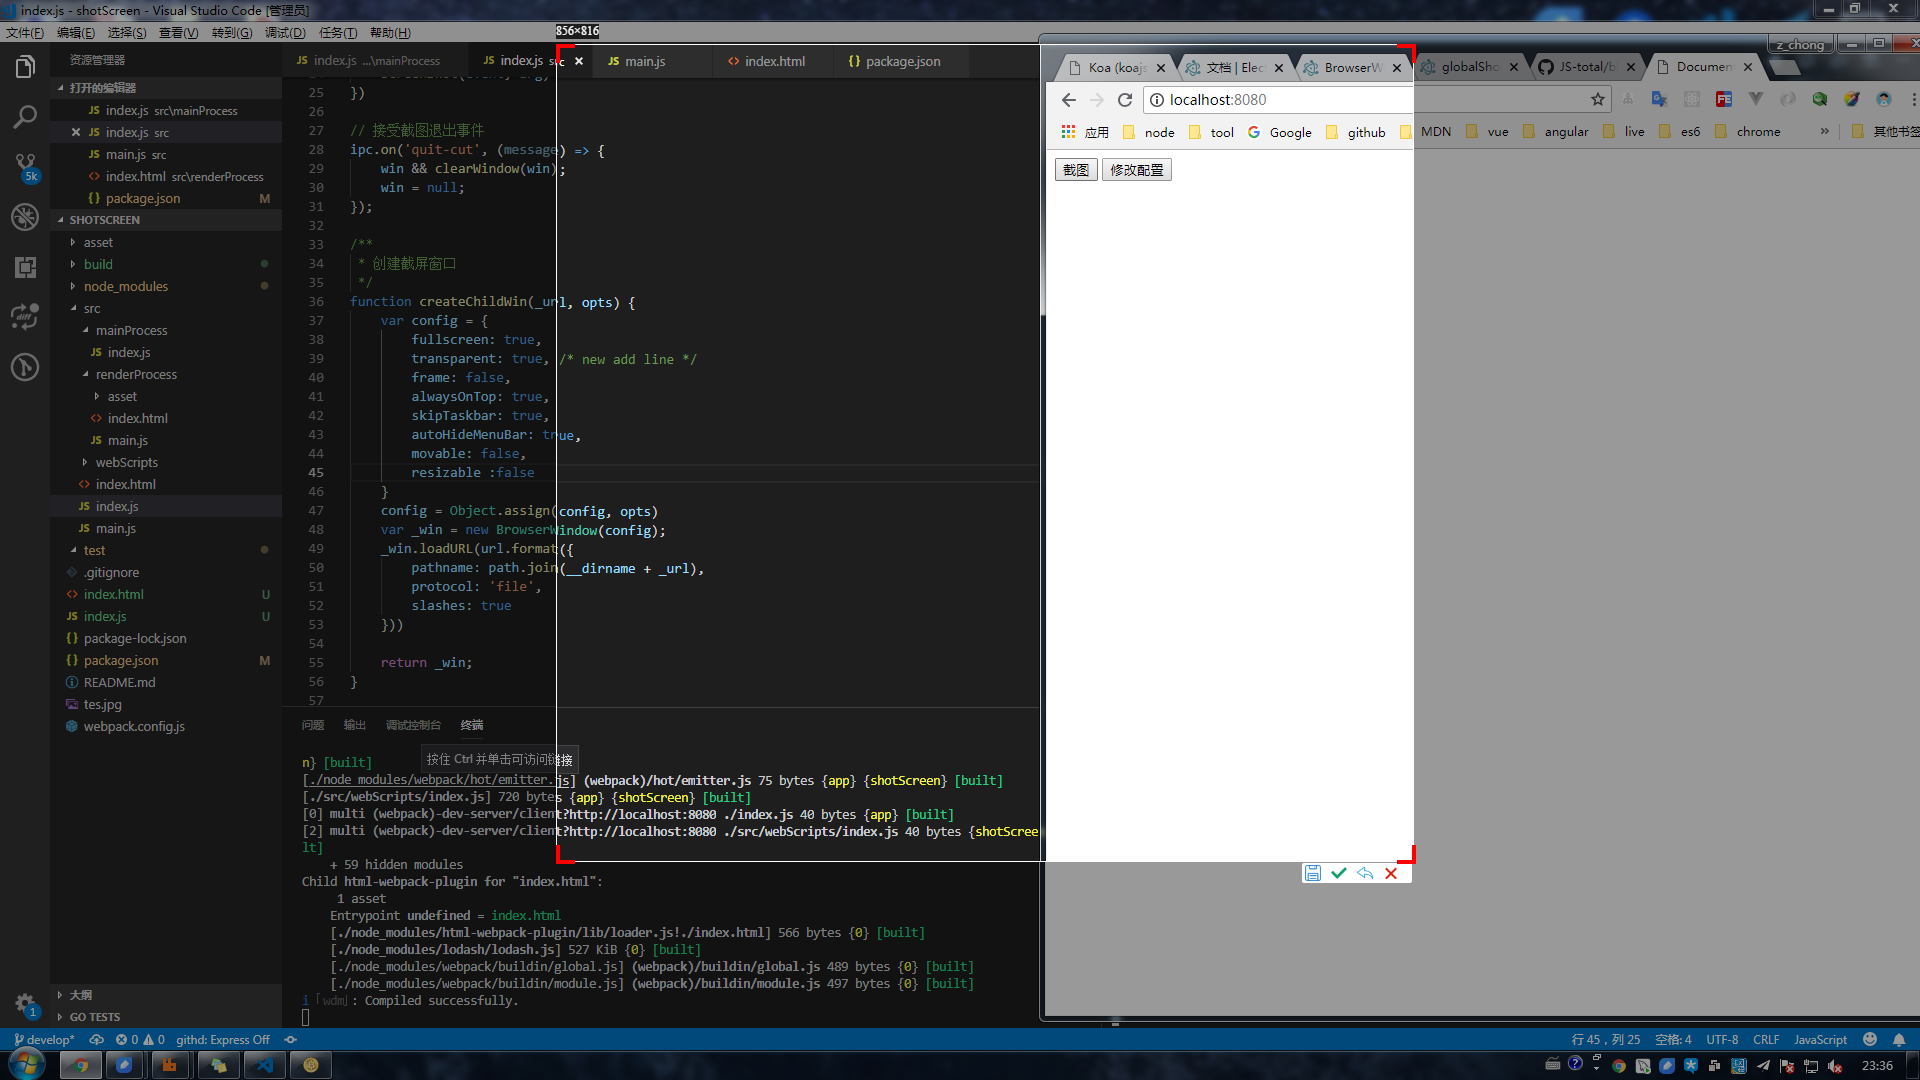 index.js - shotScreen - Visual Studio Code [管理员]
文件(F) 编辑(E) 选择(S) 查看(V) 转到(G) 调试(D) 任务(T) 帮助(H)
856×816
z_chong
资源管理器
index.js ...\mainProcess
index.js src
main.js
index.html
package.json
打开的编辑器
index.js src\mainProcess
index.js src
main.js src
index.html src\renderProcess
package.json M
SHOTSCREEN
asset
build
node_modules
src
mainProcess
index.js
renderProcess
asset
index.html
main.js
webScripts
index.html
index.js
main.js
test
.gitignore
index.html U
index.js U
package-lock.json
package.json M
README.md
tes.jpg
webpack.config.js
大纲
GO TESTS
5k
diff
1
25 })
26
27 // 接受截图退出事件
28 ipc.on('quit-cut', (message) => {
29 win && clearWindow(win);
30 win = null;
31 });
32
33 /**
34 * 创建截屏窗口
35 */
36 function createChildWin(_url, opts) {
37 var config = {
38 fullscreen: true,
39 transparent: true, /* new add line */
40 frame: false,
41 alwaysOnTop: true,
42 skipTaskbar: true,
43 autoHideMenuBar: true,
44 movable: false,
45 resizable :false
46 }
47 config = Object.assign(config, opts)
48 var _win = new BrowserWindow(config);
49 _win.loadURL(url.format({
50 pathname: path.join(__dirname + _url),
51 protocol: 'file',
52 slashes: true
53 }))
54
55 return _win;
56 }
57
问题 输出 调试控制台 终端
按住 Ctrl 并单击可访问链接
n} [built]
[./node_modules/webpack/hot/emitter.js] (webpack)/hot/emitter.js 75 bytes {app} {shotScreen} [built]
[./src/webScripts/index.js] 720 bytes {app} {shotScreen} [built]
[0] multi (webpack)-dev-server/client?http://localhost:8080 ./index.js 40 bytes {app} [built]
[2] multi (webpack)-dev-server/client?http://localhost:8080 ./src/webScripts/index.js 40 bytes {shotScree
lt]
+ 59 hidden modules
Child html-webpack-plugin for "index.html":
1 asset
Entrypoint undefined = index.html
[./node_modules/html-webpack-plugin/lib/loader.js!./index.html] 566 bytes {0} [built]
[./node_modules/lodash/lodash.js] 527 KiB {0} [built]
[./node_modules/webpack/buildin/global.js] (webpack)/buildin/global.js 489 bytes {0} [built]
[./node_modules/webpack/buildin/module.js] (webpack)/buildin/module.js 497 bytes {0} [built]
i「wdm」: Compiled successfully.
Koa (koajs
文档 | Elect
BrowserW
globalSho
JS-total/b
Documen
localhost:8080
应用 node tool Google github MDN vue angular live es6 chrome » 其他书签
截图 修改配置
develop* 0 0 githd: Express Off
行 45，列 25 空格: 4 UTF-8 CRLF JavaScript
23:36